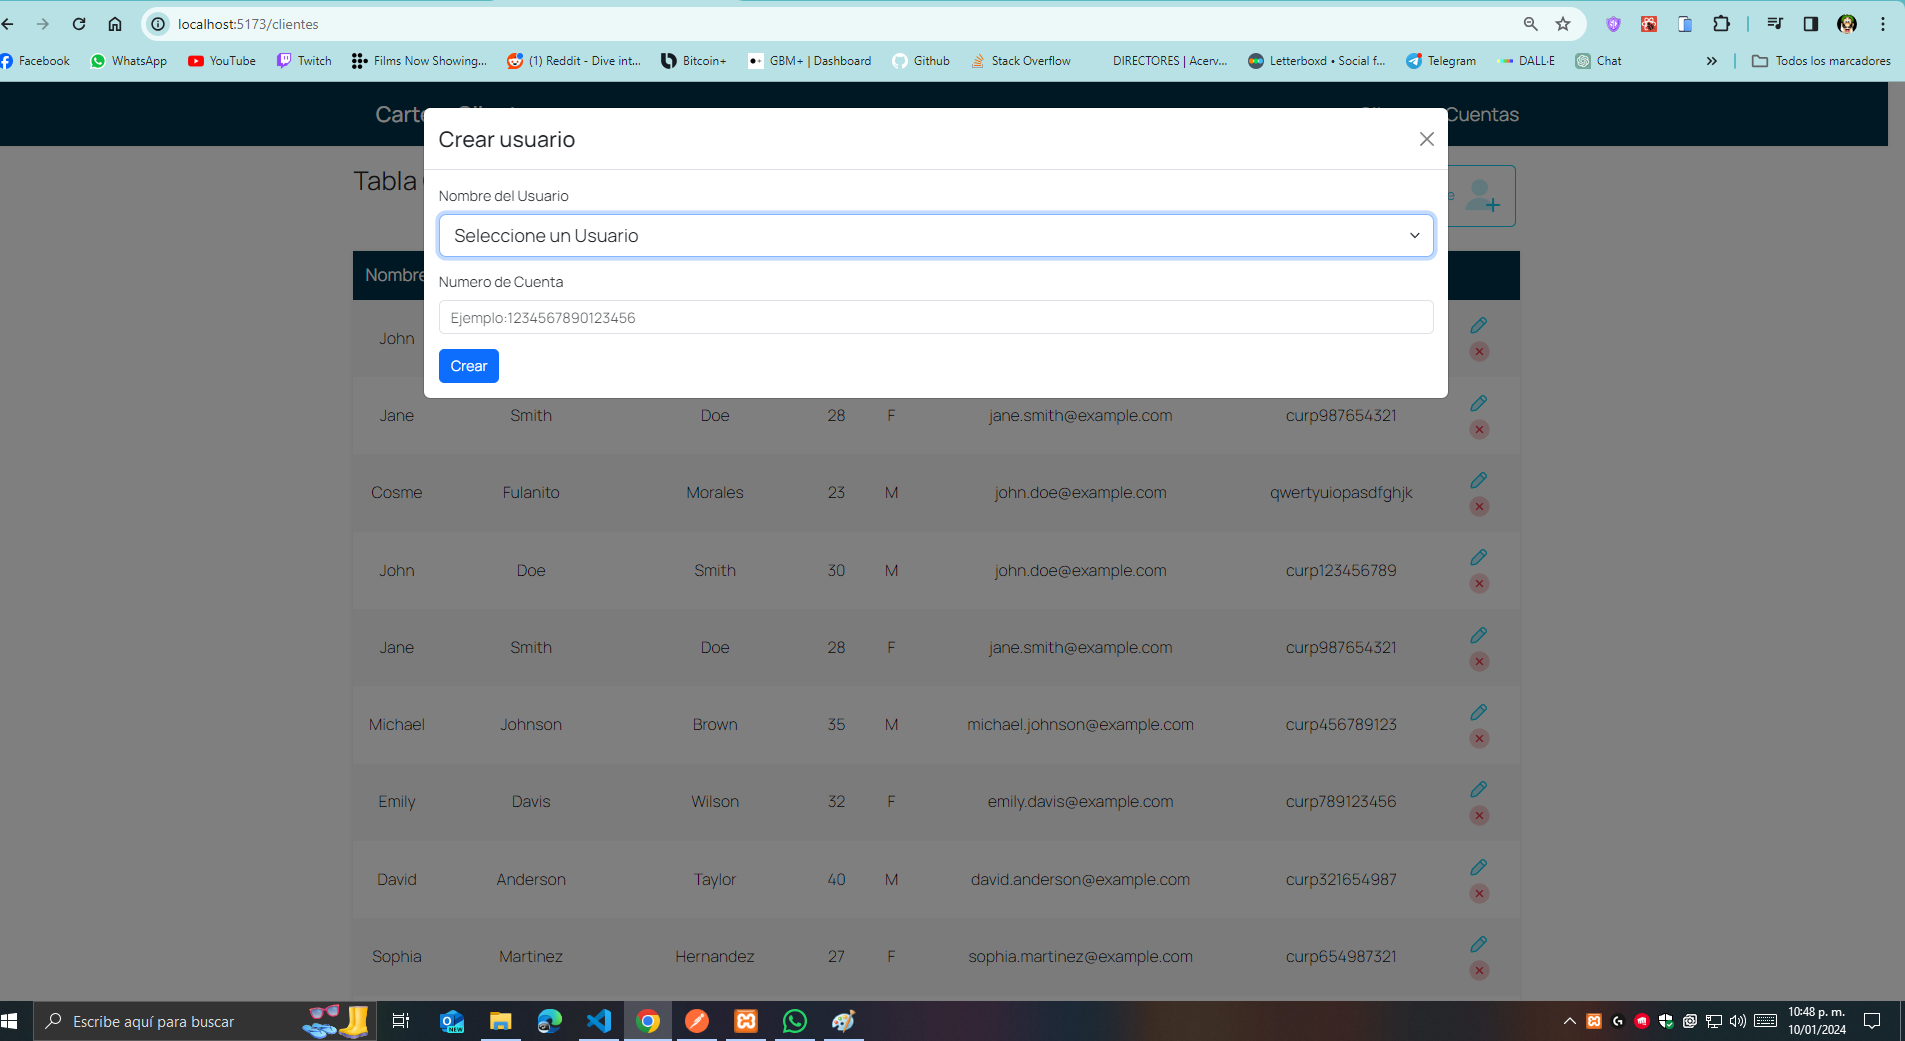 localhost:5173/clientes
Facebook WhatsApp YouTube Twitch Films Now Showing... (1) Reddit - Dive int... Bitcoin+ GBM+ | Dashboard Github Stack Overflow DIRECTORES | Acerv... Letterboxd • Social f... Telegram DALL·E Chat » Todos los marcadores
Cuentas
Crear usuario
Tabla
Nombre del Usuario
Seleccione un Usuario
Nombre
Numero de Cuenta
Ejemplo:1234567890123456
John
Crear
Jane Smith Doe 28 F jane.smith@example.com curp987654321
Cosme Fulanito Morales 23 M john.doe@example.com qwertyuiopasdfghjk
John Doe Smith 30 M john.doe@example.com curp123456789
Jane Smith Doe 28 F jane.smith@example.com curp987654321
Michael Johnson Brown 35 M michael.johnson@example.com curp456789123
Emily Davis Wilson 32 F emily.davis@example.com curp789123456
David Anderson Taylor 40 M david.anderson@example.com curp321654987
Sophia Martinez Hernandez 27 F sophia.martinez@example.com curp654987321
Escribe aquí para buscar
NEW
10:48 p. m.
10/01/2024